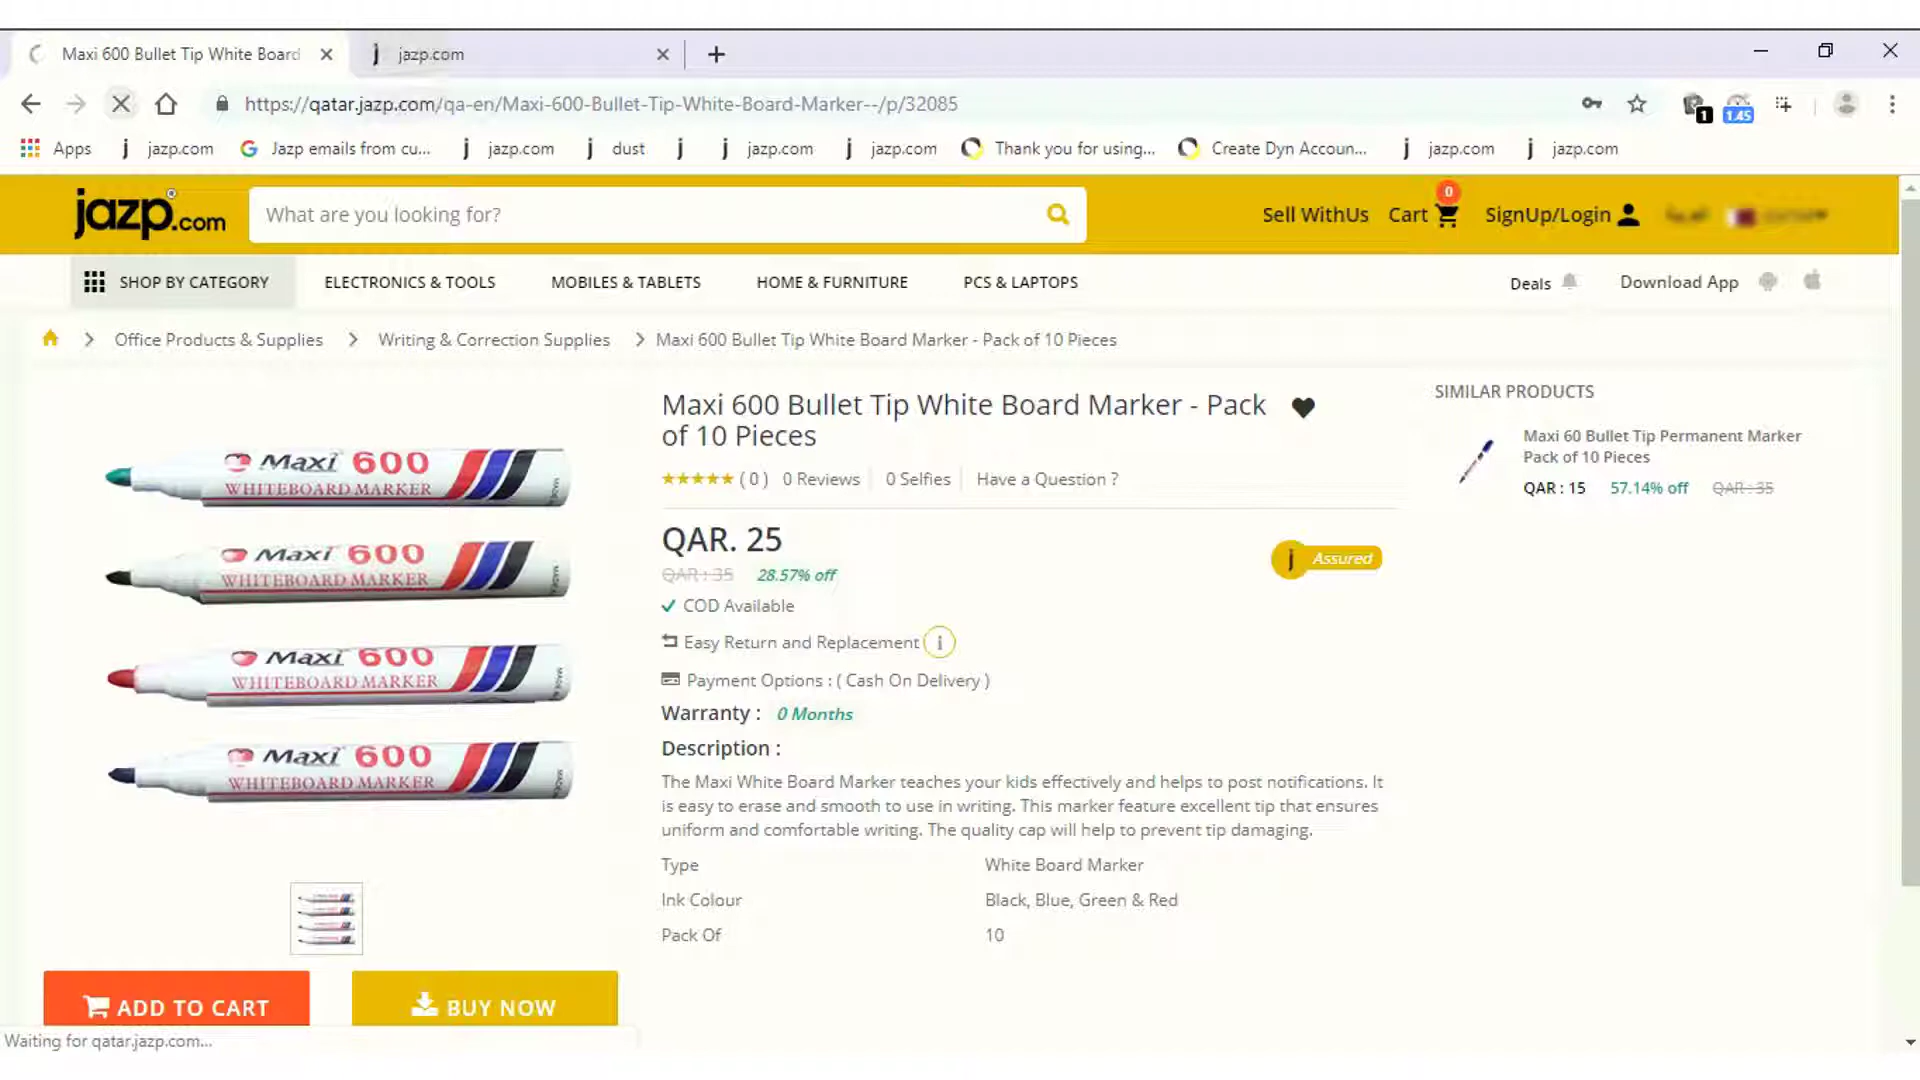 Maxi 600 Bullet Tip White Board
jazp.com
https://qatar.jazp.com/qa-en/Maxi-600-Bullet-Tip-White-Board-Marker--/p/32085
1
1.45
Apps
j jazp.com
Jazp emails from cu...
j jazp.com
j dust
j
j jazp.com
j jazp.com
Thank you for using...
Create Dyn Accoun...
j jazp.com
j jazp.com
jazp.com
What are you looking for?
Sell WithUs
Cart
0
SignUp/Login
SHOP BY CATEGORY
ELECTRONICS & TOOLS
MOBILES & TABLETS
HOME & FURNITURE
PCS & LAPTOPS
Deals
Download App
Office Products & Supplies
Writing & Correction Supplies
Maxi 600 Bullet Tip White Board Marker - Pack of 10 Pieces
Maxi 600
WHITEBOARD MARKER
Maxi 600
WHITEBOARD MARKER
Maxi 600
WHITEBOARD MARKER
Maxi 600
WHITEBOARD MARKER
ADD TO CART
BUY NOW
Maxi 600 Bullet Tip White Board Marker - Pack
of 10 Pieces
( 0 ) 0 Reviews
0 Selfies
Have a Question ?
QAR. 25
QAR : 35 28.57% off
j Assured
COD Available
Easy Return and Replacement i
Payment Options : ( Cash On Delivery )
Warranty : 0 Months
Description :
The Maxi White Board Marker teaches your kids effectively and helps to post notifications. It
is easy to erase and smooth to use in writing. This marker feature excellent tip that ensures
uniform and comfortable writing. The quality cap will help to prevent tip damaging.
Type White Board Marker
Ink Colour Black, Blue, Green & Red
Pack Of 10
SIMILAR PRODUCTS
Maxi 60 Bullet Tip Permanent Marker
Pack of 10 Pieces
QAR : 15 57.14% off QAR : 35
Waiting for qatar.jazp.com...